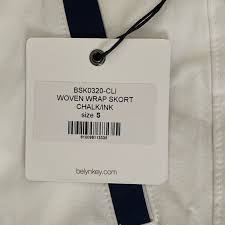 BSK0320-CLI
WOVEN WRAP SKORT
CHALK/INK
size S
belynkey.com